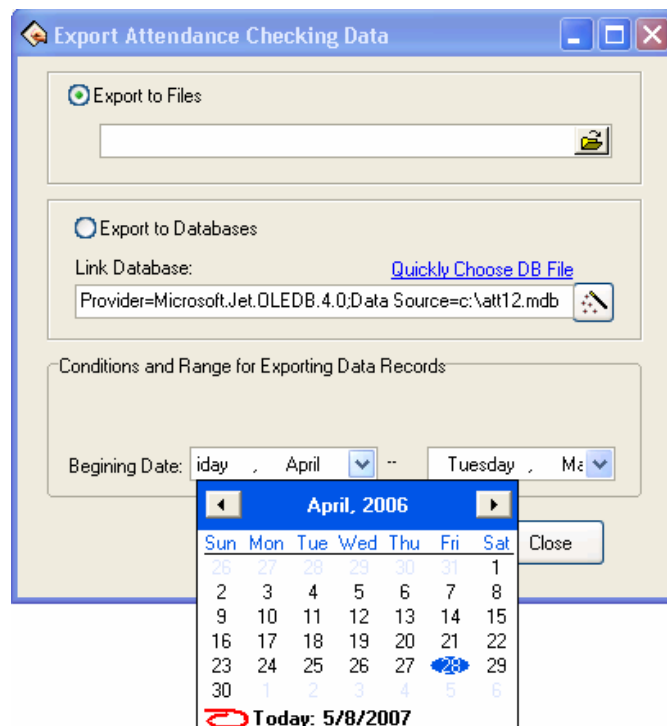 Export Attendance Checking Data
Export to Files
Export to Databases
Link Database: Quickly Choose DB File
Provider=Microsoft.Jet.OLEDB.4.0;Data Source=c:\att12.mdb
Conditions and Range for Exporting Data Records
Begining Date: iday , April -- Tuesday , Ma
April, 2006
Sun Mon Tue Wed Thu Fri Sat
26 27 28 29 30 31 1
2 3 4 5 6 7 8
9 10 11 12 13 14 15
16 17 18 19 20 21 22
23 24 25 26 27 28 29
30 1 2 3 4 5 6
Today: 5/8/2007
Close